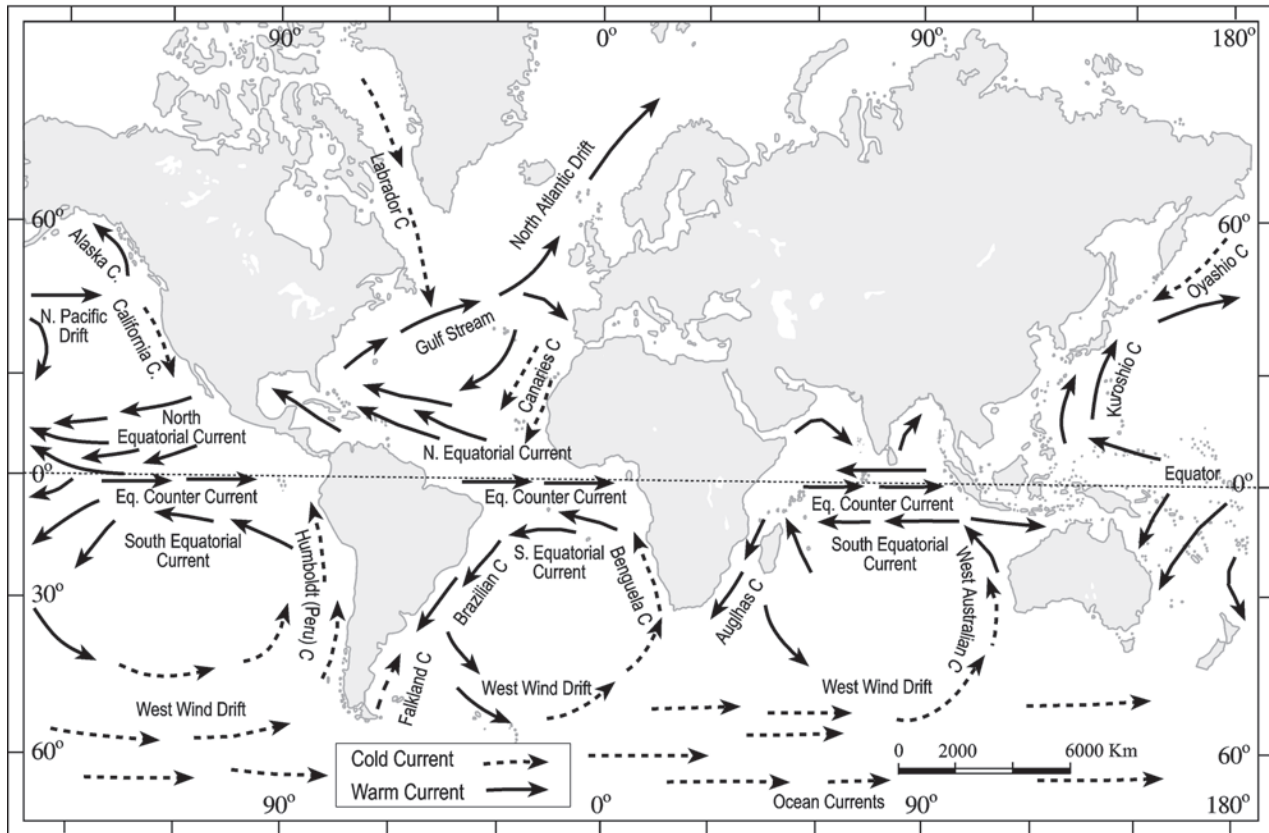 90º
0º
90º
180º
Labrador C
North Atlantic Drift
60º
60º
Alaska C.
Oyashio C
N. Pacific
Drift
California C.
Gulf Stream
Canaries C
Kuroshio C
North
Equatorial Current
N. Equatorial Current
Equator
0º
0º
Eq. Counter Current
Eq. Counter Current
Eq. Counter Current
South Equatorial
Current
Humboldt (Peru) C
Brazilian C
S. Equatorial
Current
Benguela C
Auglhas C
South Equatorial
Current
West Australian C
30º
30º
Falkland C
West Wind Drift
West Wind Drift
West Wind Drift
60º
60º
Cold Current
Warm Current
0
2000
6000 Km
Ocean Currents
90º
0º
90º
180º